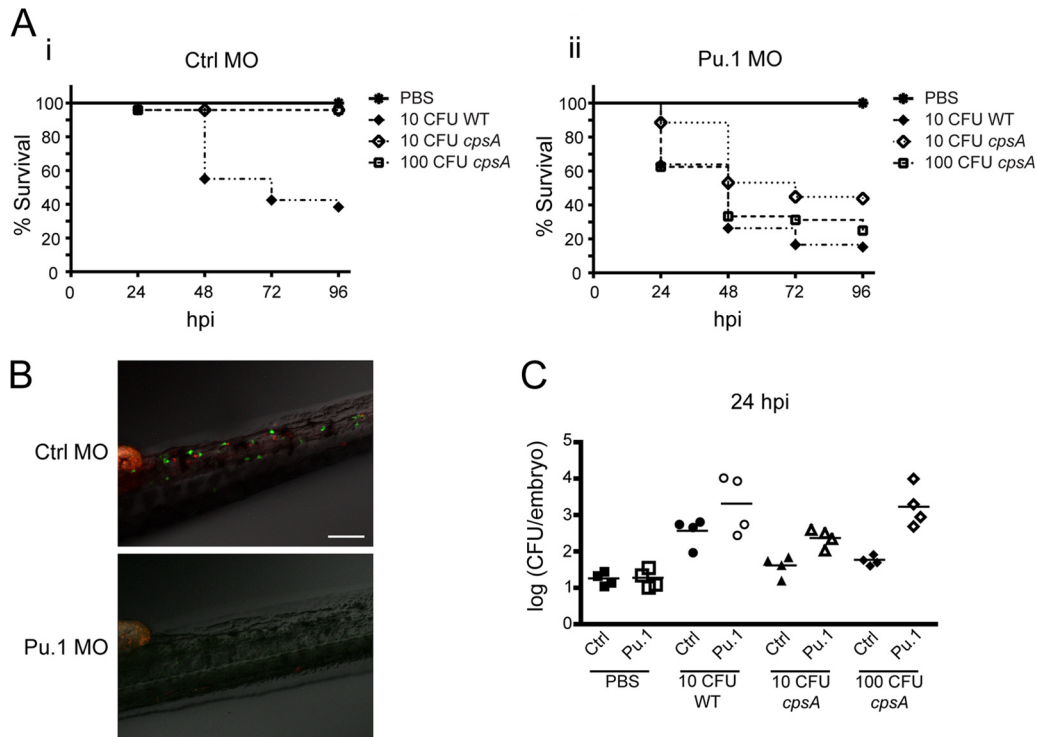 A
i
Ctrl MO
% Survival
100
80
60
40
20
0
0 24 48 72 96
hpi
PBS
10 CFU WT
10 CFU cpsA
100 CFU cpsA
ii
Pu.1 MO
% Survival
100
80
60
40
20
0
0 24 48 72 96
hpi
PBS
10 CFU WT
10 CFU cpsA
100 CFU cpsA
B
Ctrl MO
Pu.1 MO
C
24 hpi
log (CFU/embryo)
5
4
3
2
1
0
Ctrl Pu.1 Ctrl Pu.1 Ctrl Pu.1 Ctrl Pu.1
PBS 10 CFU 10 CFU 100 CFU
WT cpsA cpsA